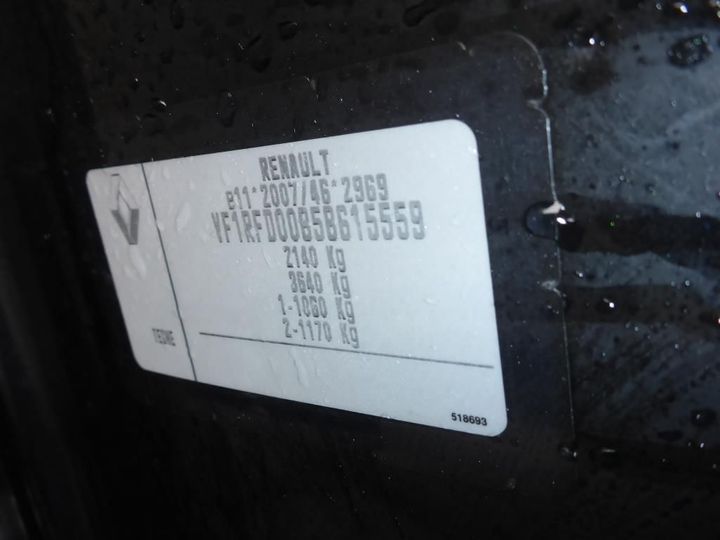 RENAULT
e11*2007/46*2969
VF1RFD00858615559
2140 Kg
3640 Kg
1-1060 Kg
2-1170 Kg
518693